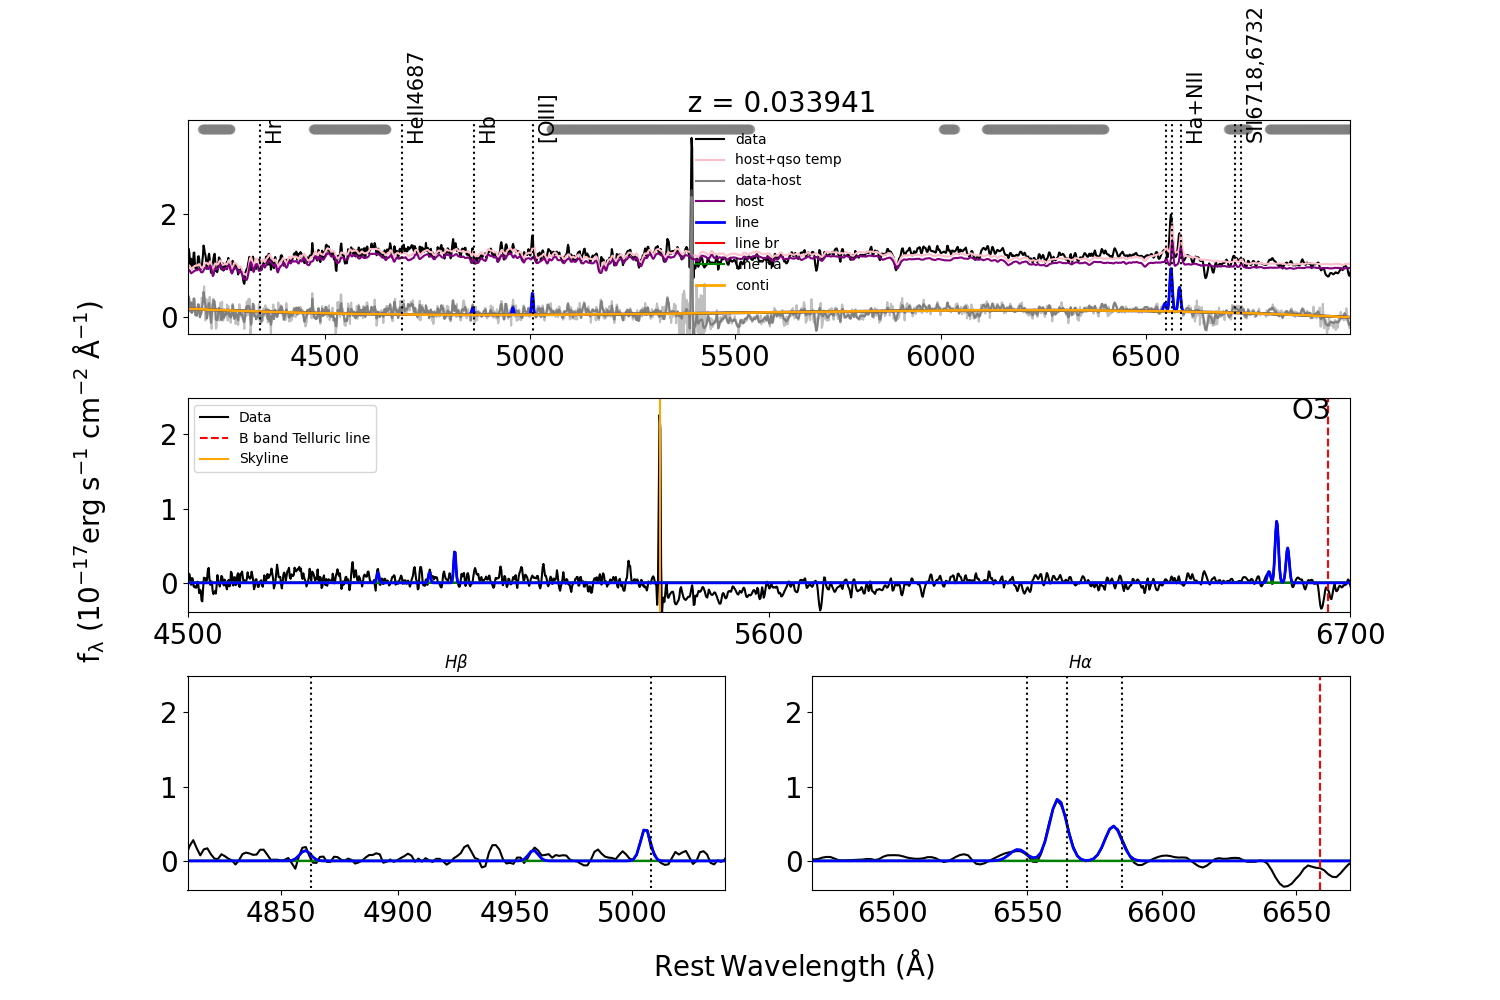 z = 0.033941
Hr
HeII4687
Hb
[OIII]
Ha+NII
SII6718,6732
data
host+qso temp
data-host
host
line
line br
line na
conti
2
0
4500
5000
5500
6000
6500
fλ (10−17erg s−1 cm−2 Å−1)
Data
B band Telluric line
Skyline
O3
2
1
0
4500
5600
6700
Hβ
2
1
0
4850
4900
4950
5000
Hα
2
1
0
6500
6550
6600
6650
Rest Wavelength (Å)